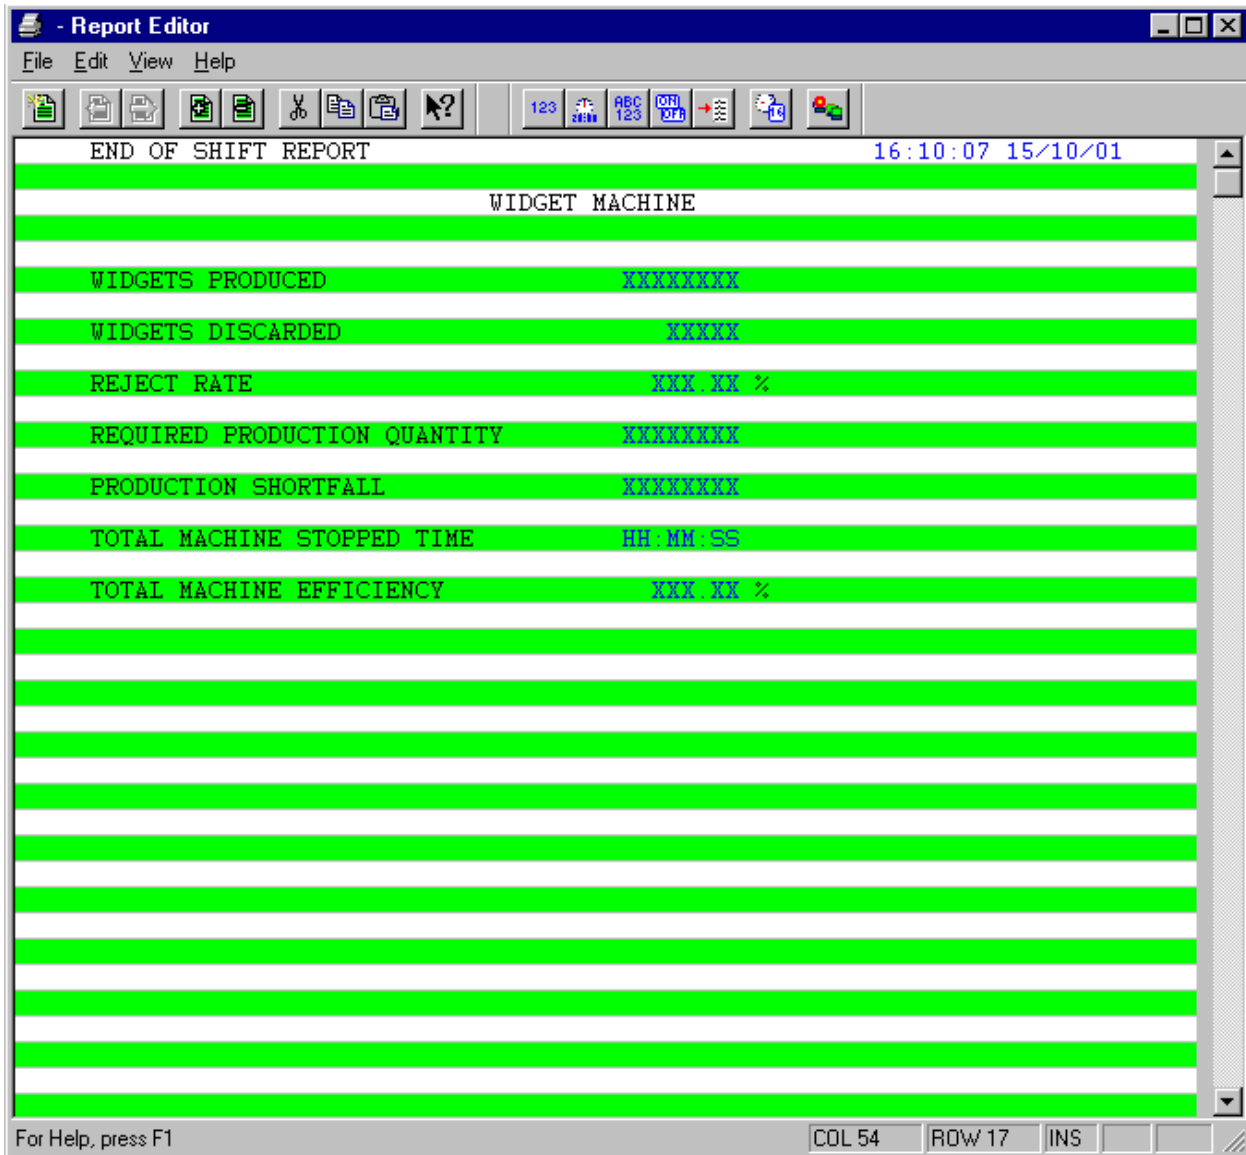 - Report Editor
File Edit View Help
123 ABC 123 ON OFF 16
END OF SHIFT REPORT 16:10:07 15/10/01
WIDGET MACHINE
WIDGETS PRODUCED XXXXXXXX
WIDGETS DISCARDED XXXXX
REJECT RATE XXX.XX %
REQUIRED PRODUCTION QUANTITY XXXXXXXX
PRODUCTION SHORTFALL XXXXXXXX
TOTAL MACHINE STOPPED TIME HH:MM:SS
TOTAL MACHINE EFFICIENCY XXX.XX %
For Help, press F1 COL 54 ROW 17 INS